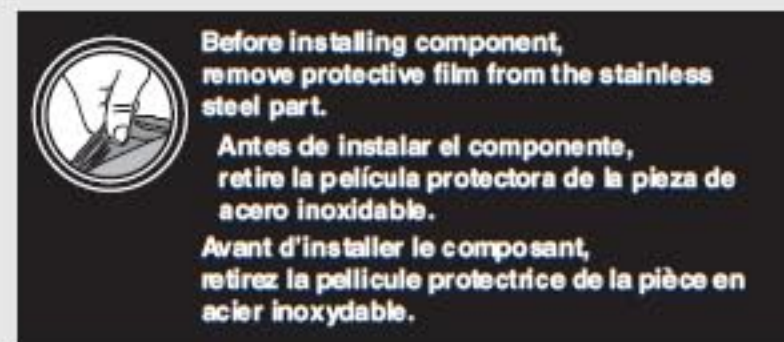 Before installing component,
remove protective film from the stainless
steel part.
Antes de instalar el componente,
retire la película protectora de la pieza de
acero inoxidable.
Avant d'installer le composant,
retirez la pellicule protectrice de la pièce en
acier inoxydable.